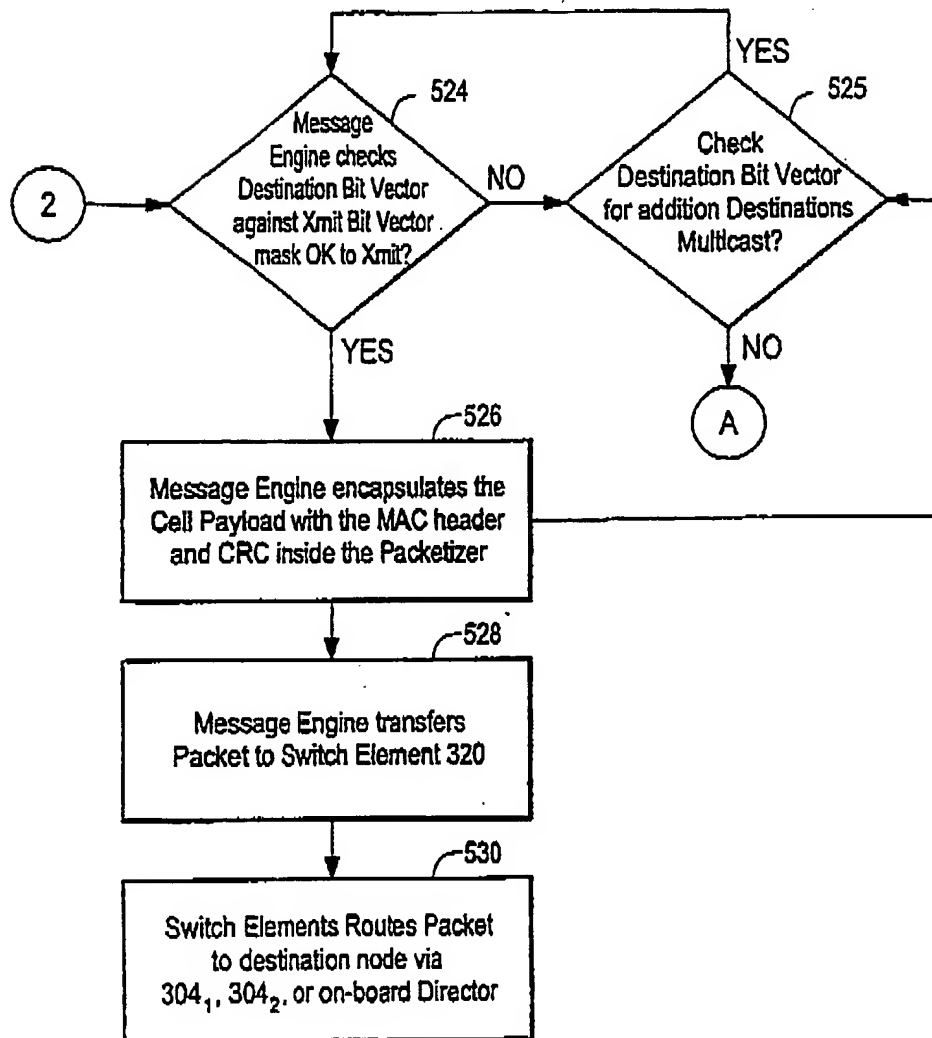 YES
524
525
Message
Engine checks
Destination Bit Vector
against Xmit Bit Vector
mask OK to Xmit?
Check
Destination Bit Vector
for addition Destinations
Multicast?
2
NO
YES
NO
A
526
Message Engine encapsulates the
Cell Payload with the MAC header
and CRC inside the Packetizer
528
Message Engine transfers
Packet to Switch Element 320
530
Switch Elements Routes Packet
to destination node via
304₁, 304₂, or on-board Director